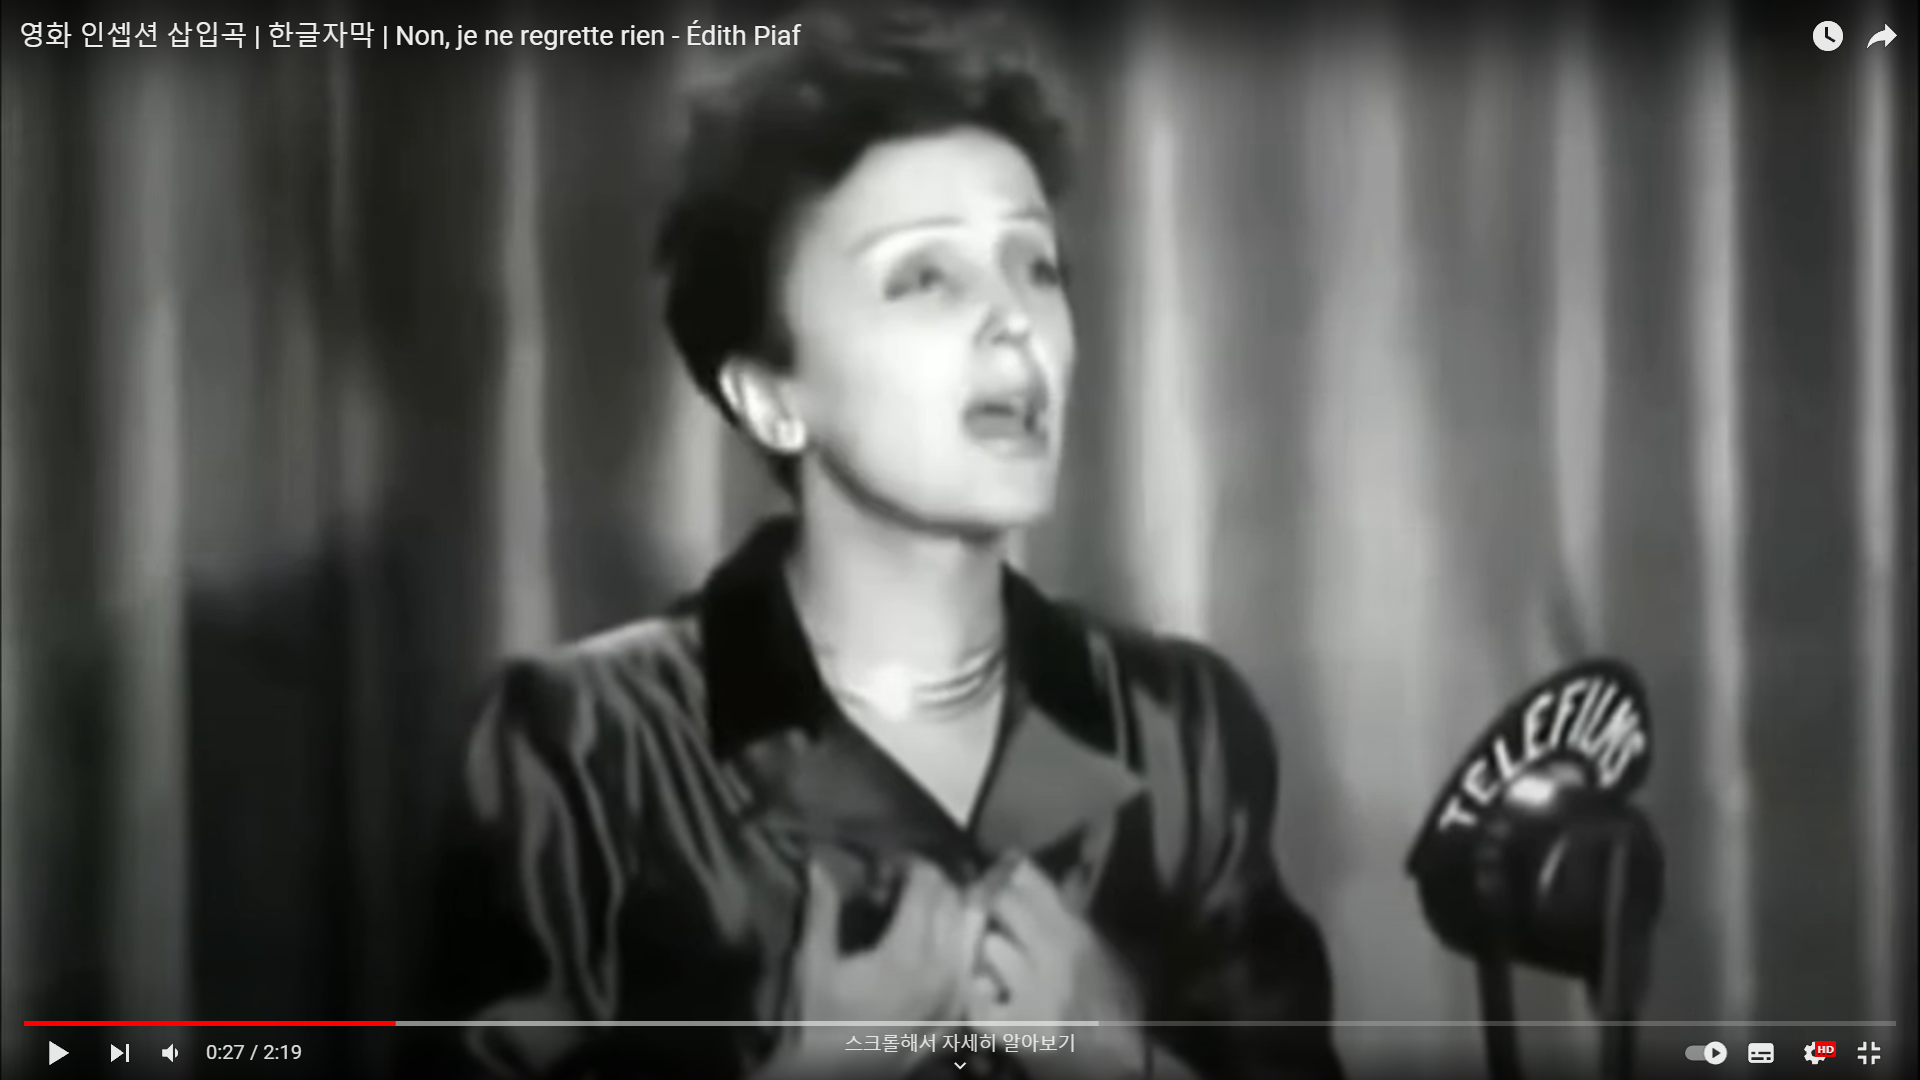 영화 인셉션 삽입곡 | 한글자막 | Non, je ne regrette rien - Édith Piaf
TELEFILMS
0:27 / 2:19
스크롤해서 자세히 알아보기
HD